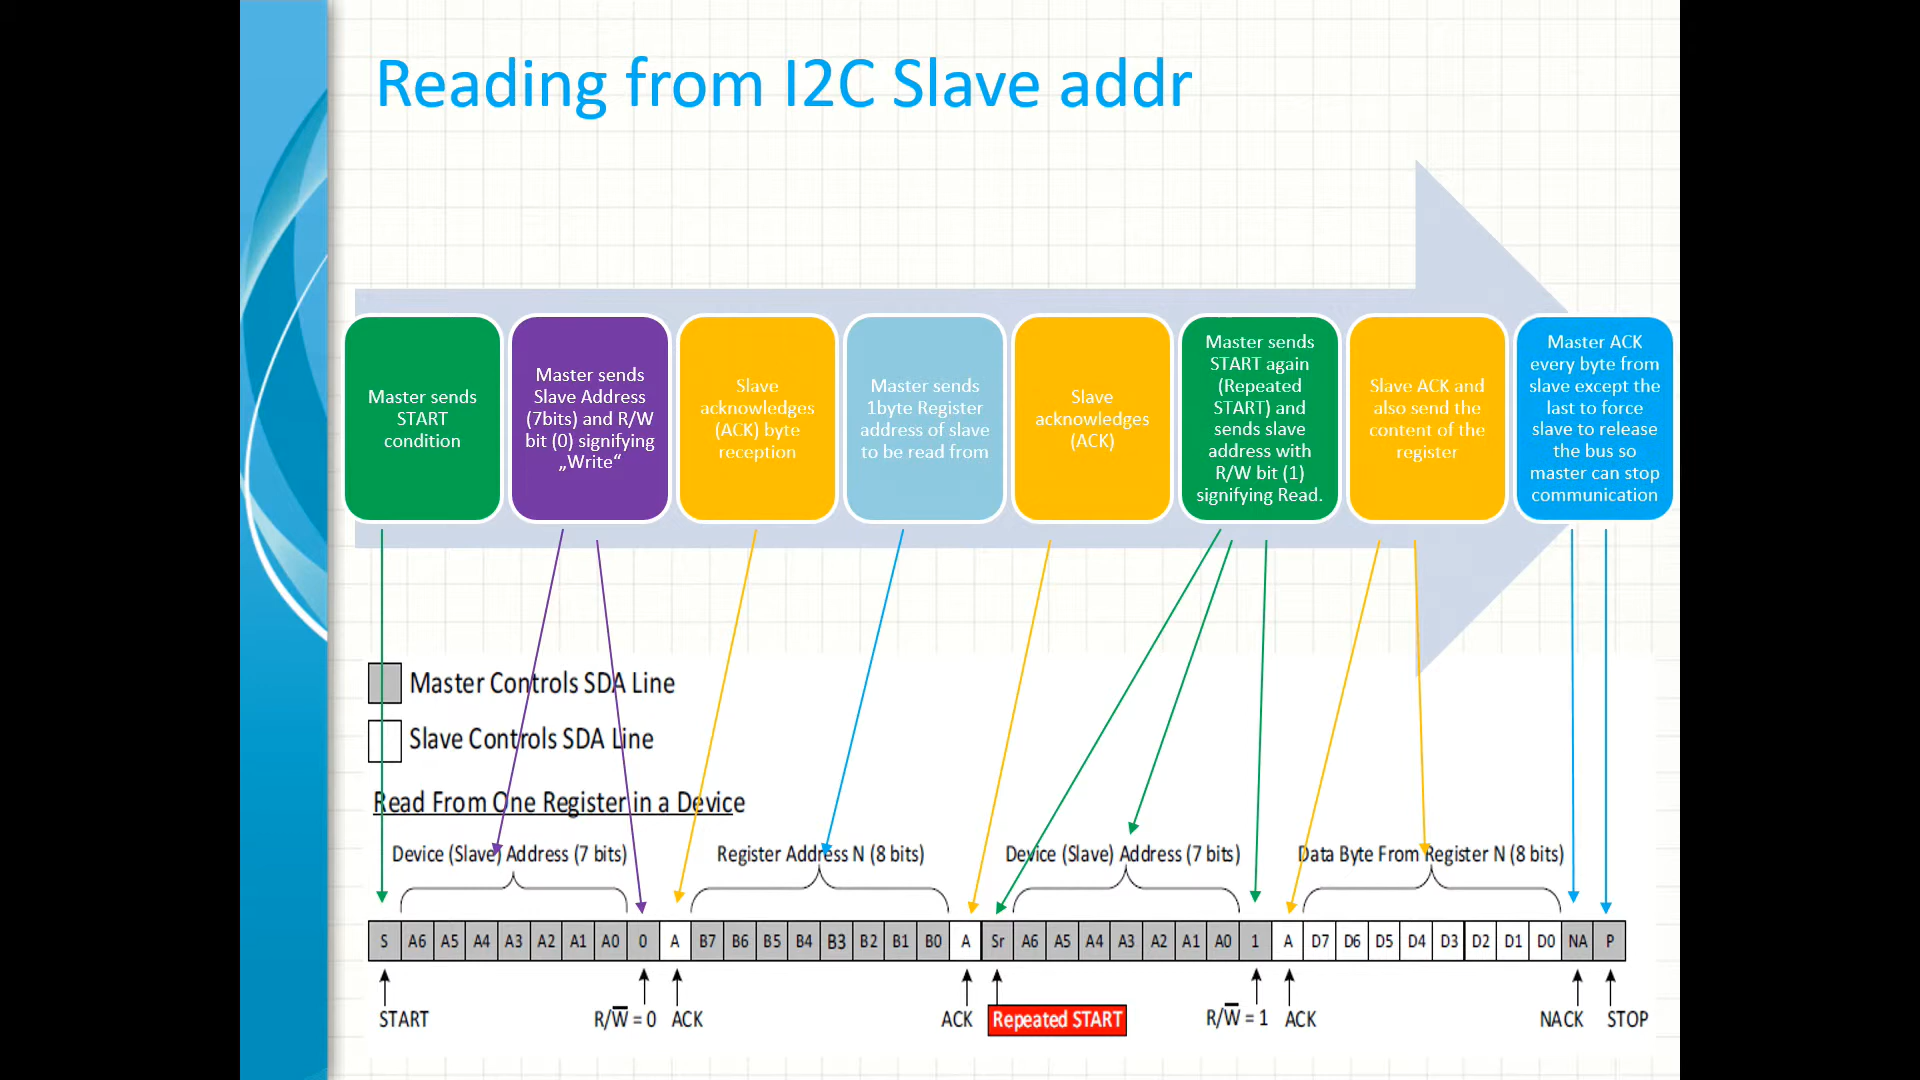 Reading from I2C Slave addr
Master sends
START
condition
Master sends
Slave Address
(7bits) and R/W
bit (0) signifying
„Write“
Slave
acknowledges
(ACK) byte
reception
Master sends
1byte Register
address of slave
to be read from
Slave
acknowledges
(ACK)
Master sends
START again
(Repeated
START) and
sends slave
address with
R/W bit (1)
signifying Read.
Slave ACK and
also send the
content of the
register
Master ACK
every byte from
slave except the
last to force
slave to release
the bus so
master can stop
communication
Master Controls SDA Line
Slave Controls SDA Line
Read From One Register in a Device
Device (Slave) Address (7 bits) Register Address N (8 bits) Device (Slave) Address (7 bits) Data Byte From Register N (8 bits)
S A6 A5 A4 A3 A2 A1 A0 0 A B7 B6 B5 B4 B3 B2 B1 B0 A Sr A6 A5 A4 A3 A2 A1 A0 1 A D7 D6 D5 D4 D3 D2 D1 D0 NA P
START R/W̅ = 0 ACK ACK Repeated START R/W̅ = 1 ACK NACK STOP